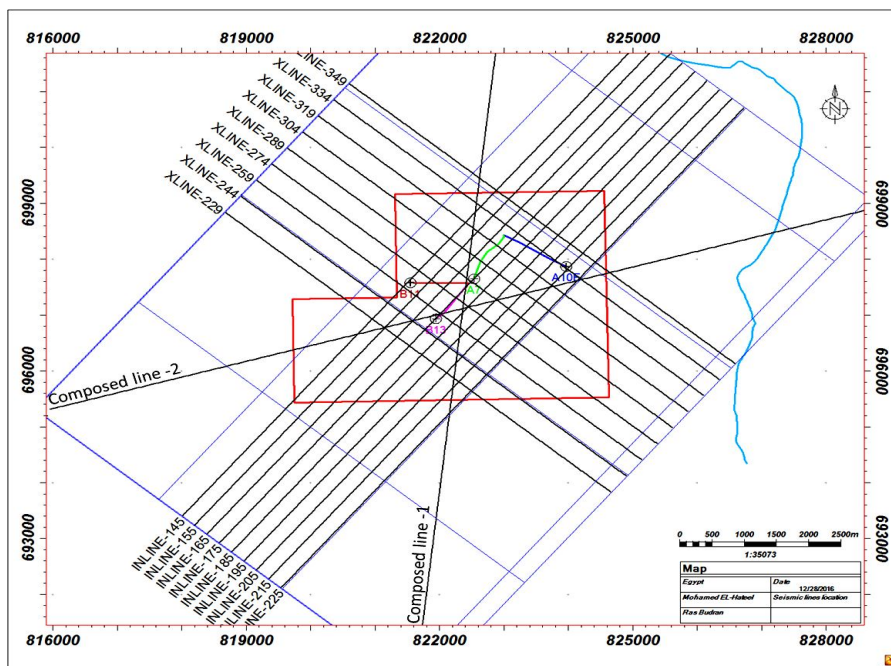 816000 819000 822000 825000 828000
XLINE-349
XLINE-334
XLINE-319
XLINE-304
XLINE-289
XLINE-274
XLINE-259
XLINE-244
XLINE-229
N
699000 699000
A10E
A7
B11
B13
696000 696000
Composed line -2
693000 693000
Composed line -1
INLINE-145
INLINE-155
INLINE-165
INLINE-175
INLINE-185
INLINE-195
INLINE-205
INLINE-215
INLINE-225
0 500 1000 1500 2000 2500m
1:35073
Map
Egypt Date 12/28/2016
Mohamed EL-Hateel Seismic lines location
Ras Budran
816000 819000 822000 825000 828000